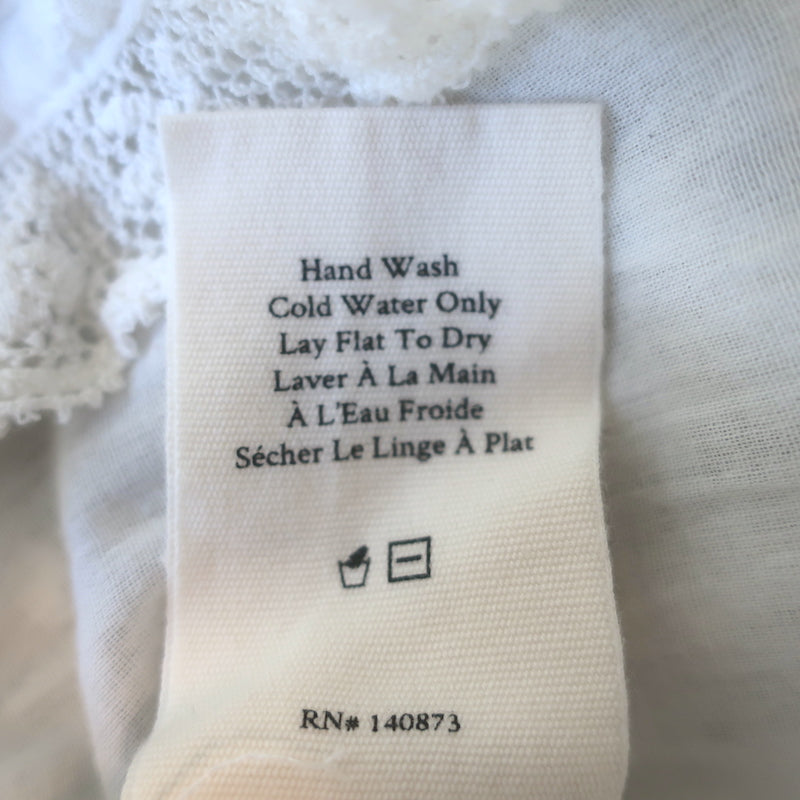 Hand Wash
Cold Water Only
Lay Flat To Dry
Laver À La Main
À L'Eau Froide
Sécher Le Linge À Plat
RN# 140873